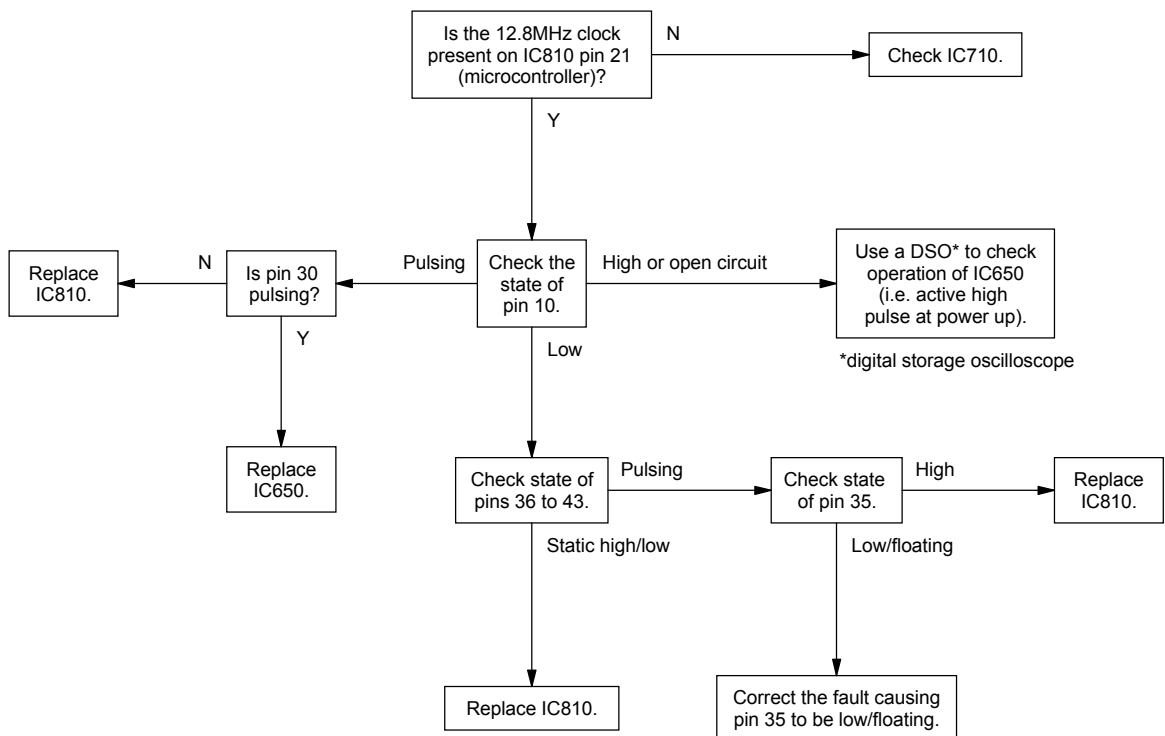 Is the 12.8MHz clock
present on IC810 pin 21
(microcontroller)?
N
Check IC710.
Y
Replace
IC810.
N
Is pin 30
pulsing?
Pulsing
Check the
state of
pin 10.
High or open circuit
Use a DSO* to check
operation of IC650
(i.e. active high
pulse at power up).
*digital storage oscilloscope
Y
Low
Replace
IC650.
Check state of
pins 36 to 43.
Pulsing
Check state
of pin 35.
High
Replace
IC810.
Static high/low
Low/floating
Replace IC810.
Correct the fault causing
pin 35 to be low/floating.